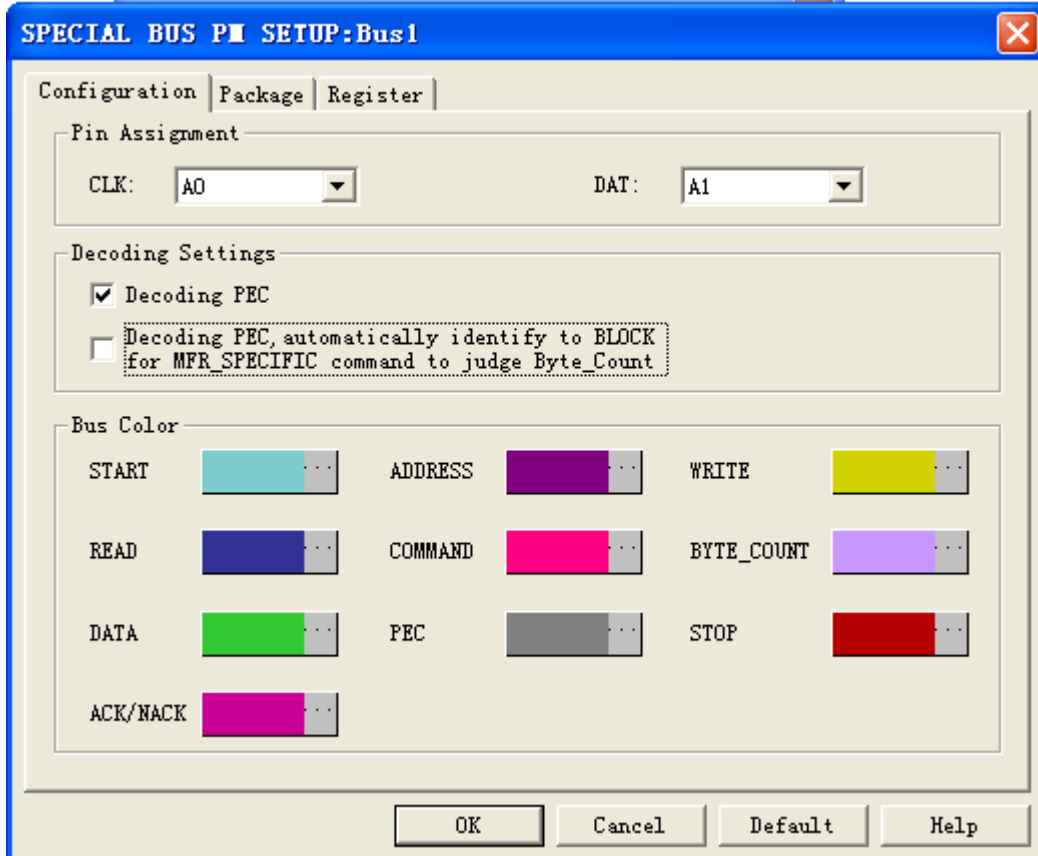 SPECIAL BUS PM SETUP:Bus1
Configuration Package Register
Pin Assignment
CLK: A0 DAT: A1
Decoding Settings
Decoding PEC
Decoding PEC,automatically identify to BLOCK
for MFR_SPECIFIC command to judge Byte_Count
Bus Color
START ... ADDRESS ... WRITE ...
READ ... COMMAND ... BYTE_COUNT ...
DATA ... PEC ... STOP ...
ACK/NACK ...
OK Cancel Default Help